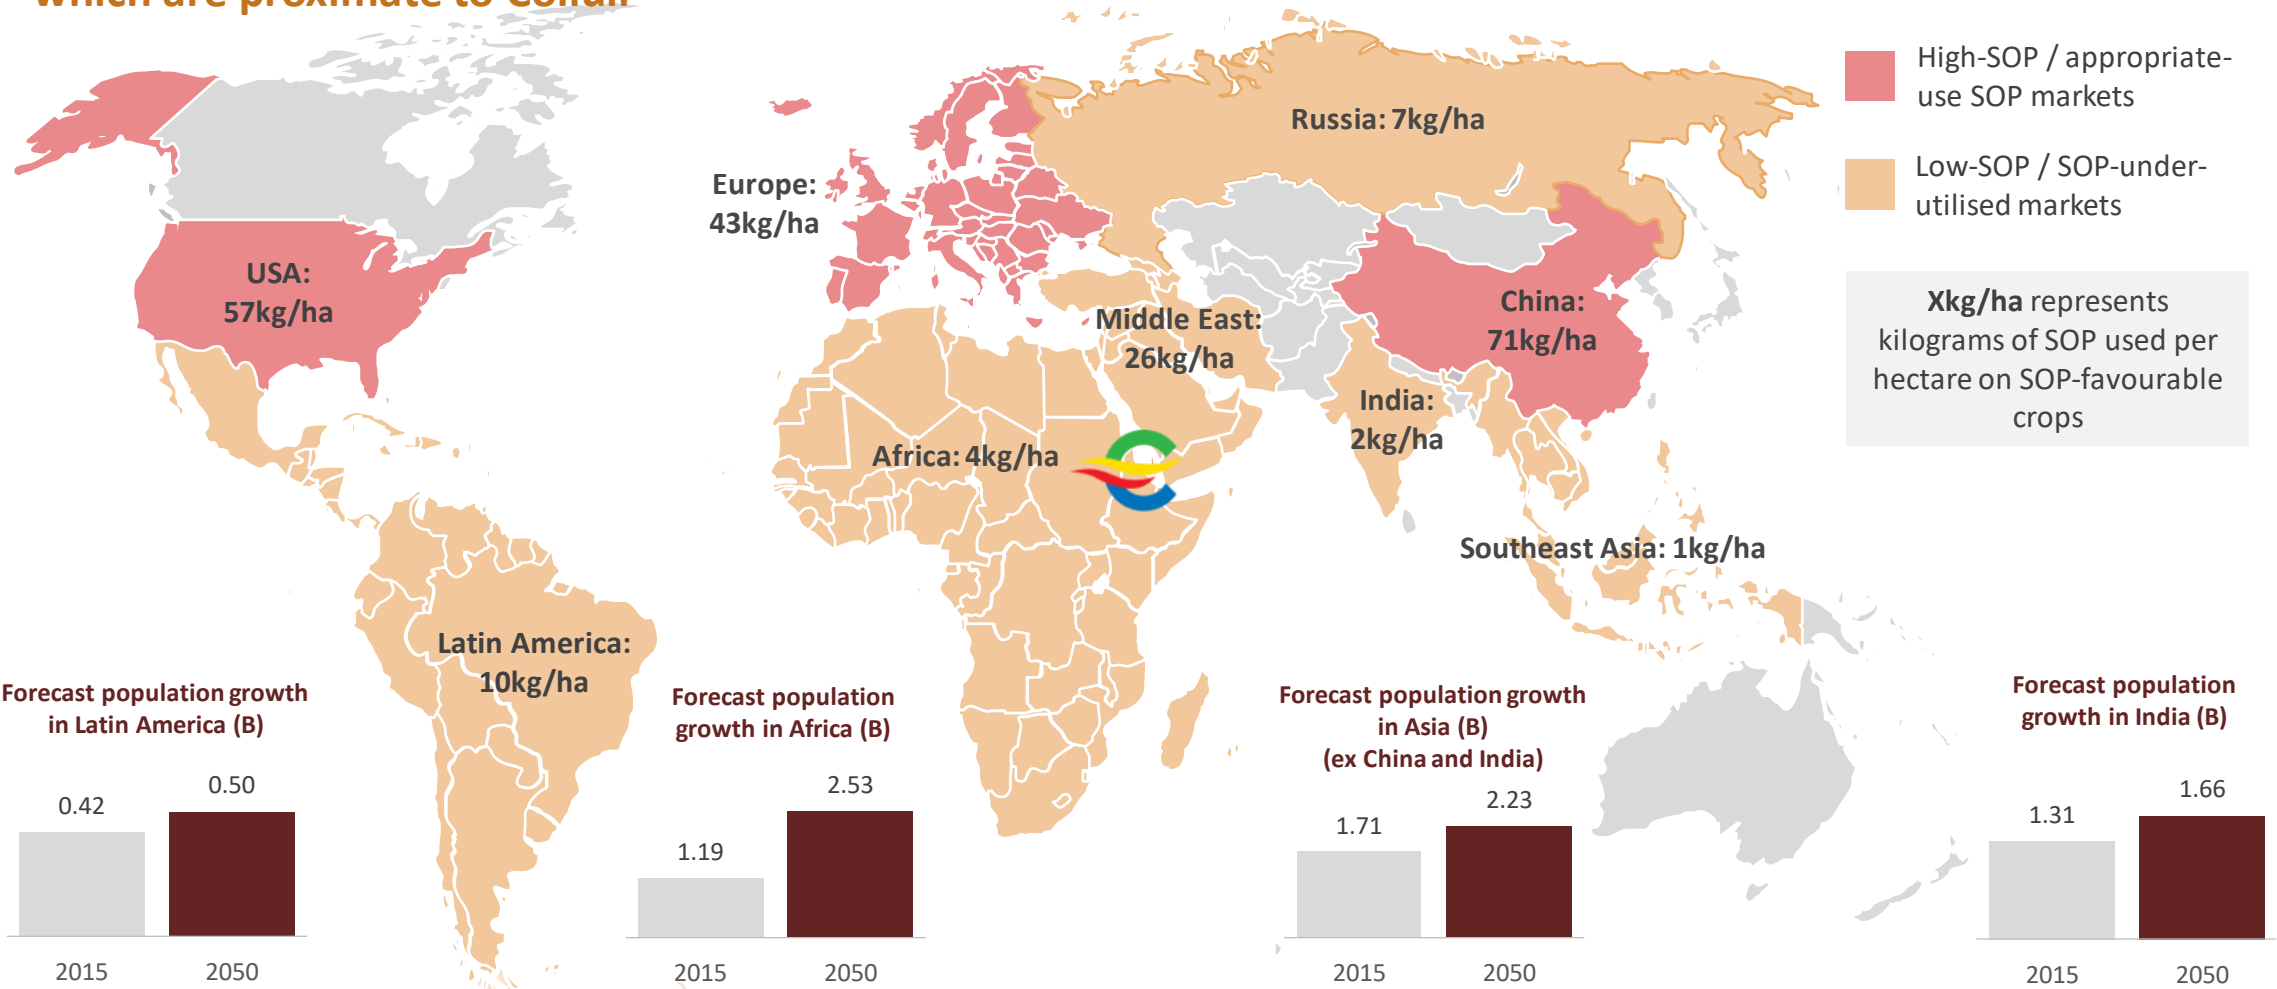 which are proximate to Colluli
High-SOP / appropriate-
use SOP markets
Low-SOP / SOP-under-
utilised markets
Xkg/ha represents
kilograms of SOP used per
hectare on SOP-favourable
crops
Russia: 7kg/ha
Europe:
43kg/ha
USA:
57kg/ha
China:
71kg/ha
Middle East:
26kg/ha
India:
2kg/ha
Africa: 4kg/ha
Southeast Asia: 1kg/ha
Latin America:
10kg/ha
Forecast population growth
in Latin America (B)
0.42
0.50
2015
2050
Forecast population
growth in Africa (B)
1.19
2.53
2015
2050
Forecast population growth
in Asia (B)
(ex China and India)
1.71
2.23
2015
2050
Forecast population
growth in India (B)
1.31
1.66
2015
2050